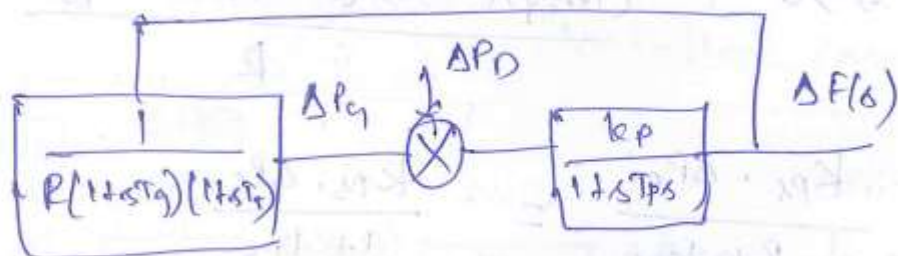 ΔPD
ΔPg
ΔF(s)
1
R(1+sTg)(1+sTt)
kp
1+sTps